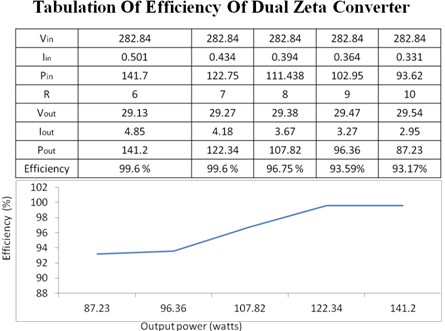 Tabulation Of Efficiency Of Dual Zeta Converter
Vin 282.84 282.84 282.84 282.84 282.84
Iin 0.501 0.434 0.394 0.364 0.331
Pin 141.7 122.75 111.438 102.95 93.62
R 6 7 8 9 10
Vout 29.13 29.27 29.38 29.47 29.54
Iout 4.85 4.18 3.67 3.27 2.95
Pout 141.2 122.34 107.82 96.36 87.23
Efficiency 99.6 % 99.6 % 96.75 % 93.59% 93.17%
Efficiency (%)
102
100
98
96
94
92
90
88
87.23 96.36 107.82 122.34 141.2
Output power (watts)